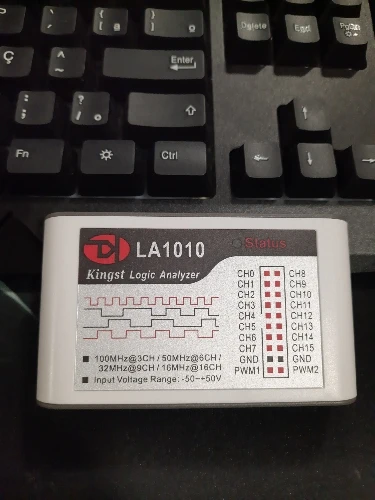 Enter
Delete
End
PgDn
Ç
Fn
Ctrl
LA1010
Status
Kingst Logic Analyzer
CH0 CH8
CH1 CH9
CH2 CH10
CH3 CH11
CH4 CH12
CH5 CH13
CH6 CH14
CH7 CH15
GND GND
PWM1 PWM2
100MHz@3CH / 50MHz@6CH /
32MHz@9CH / 16MHz@16CH
Input Voltage Range: -50~+50V